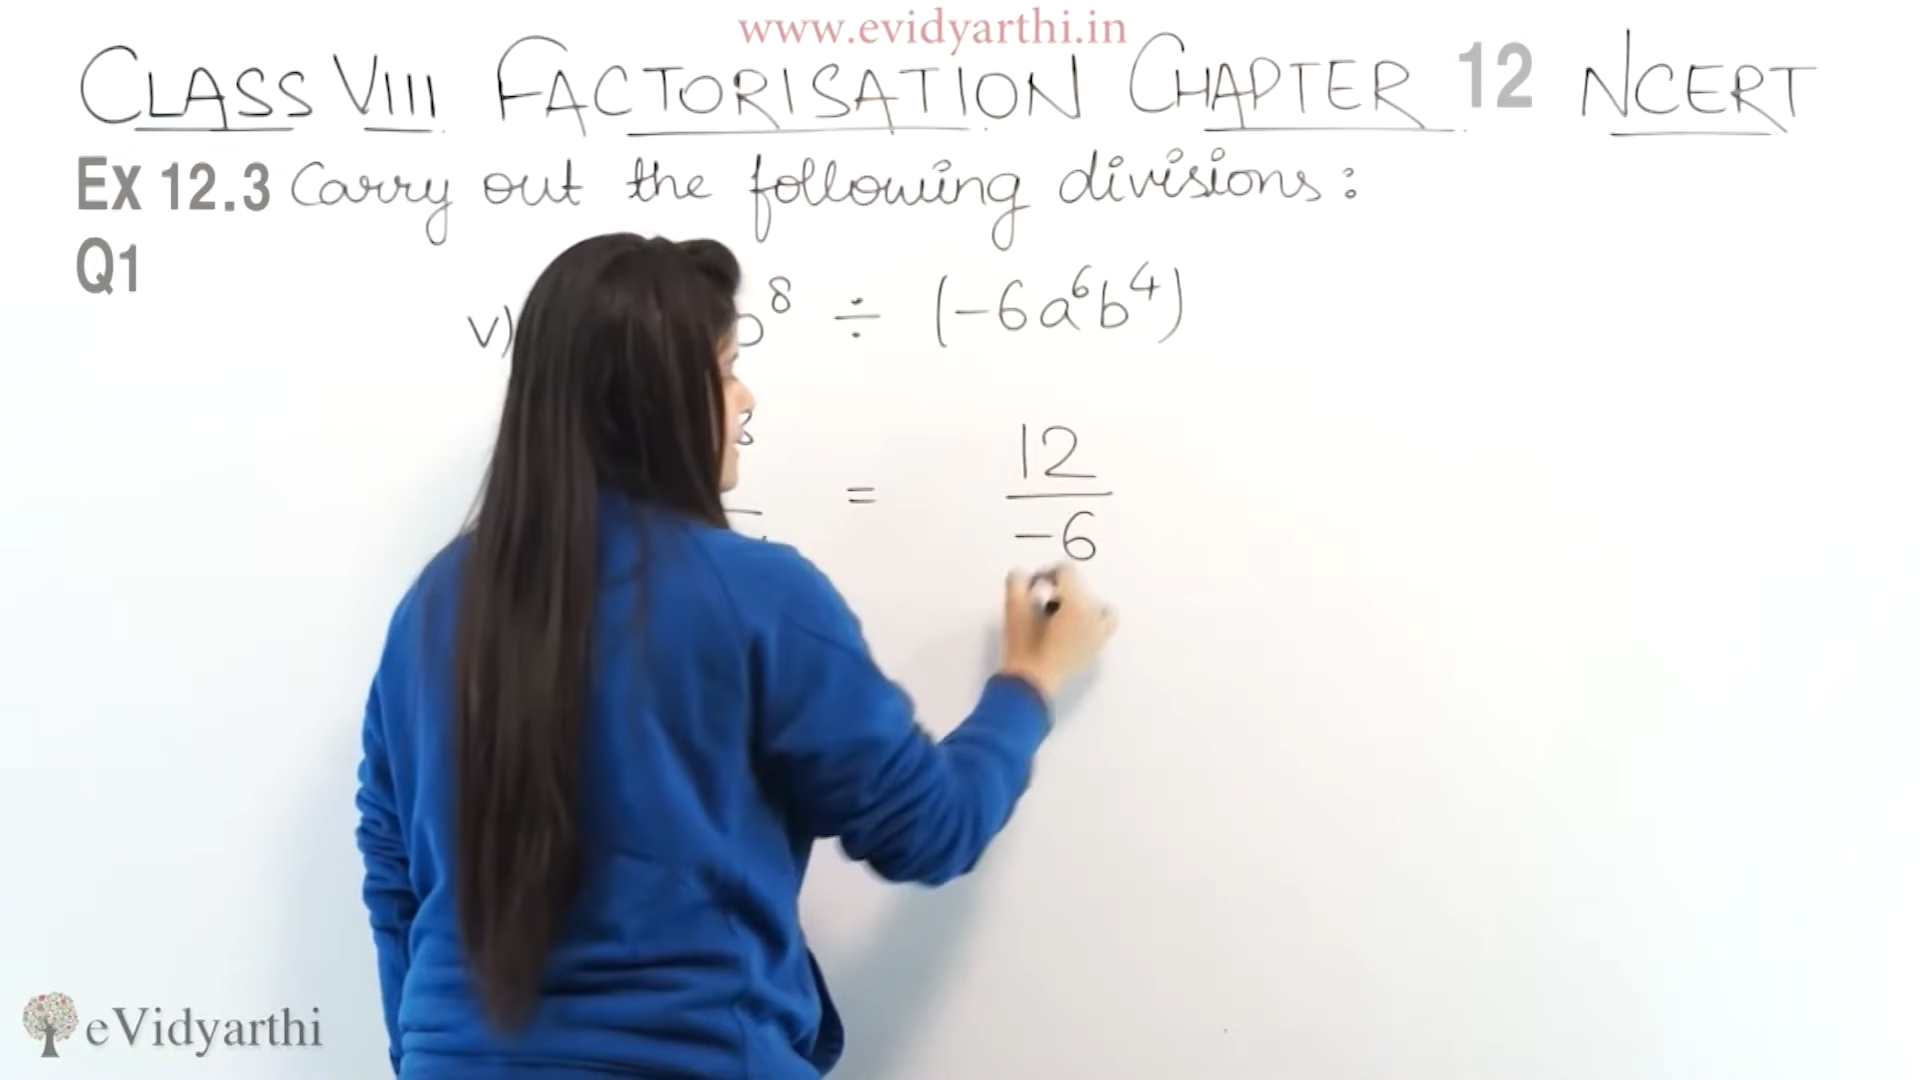 www.evidyarthi.in
CLASS VIII FACTORISATION CHAPTER 12 NCERT
Ex 12.3 Carry out the following divisions:
Q1
v) b⁸ ÷ (-6a⁶b⁴)
= 12
-6
eVidyarthi